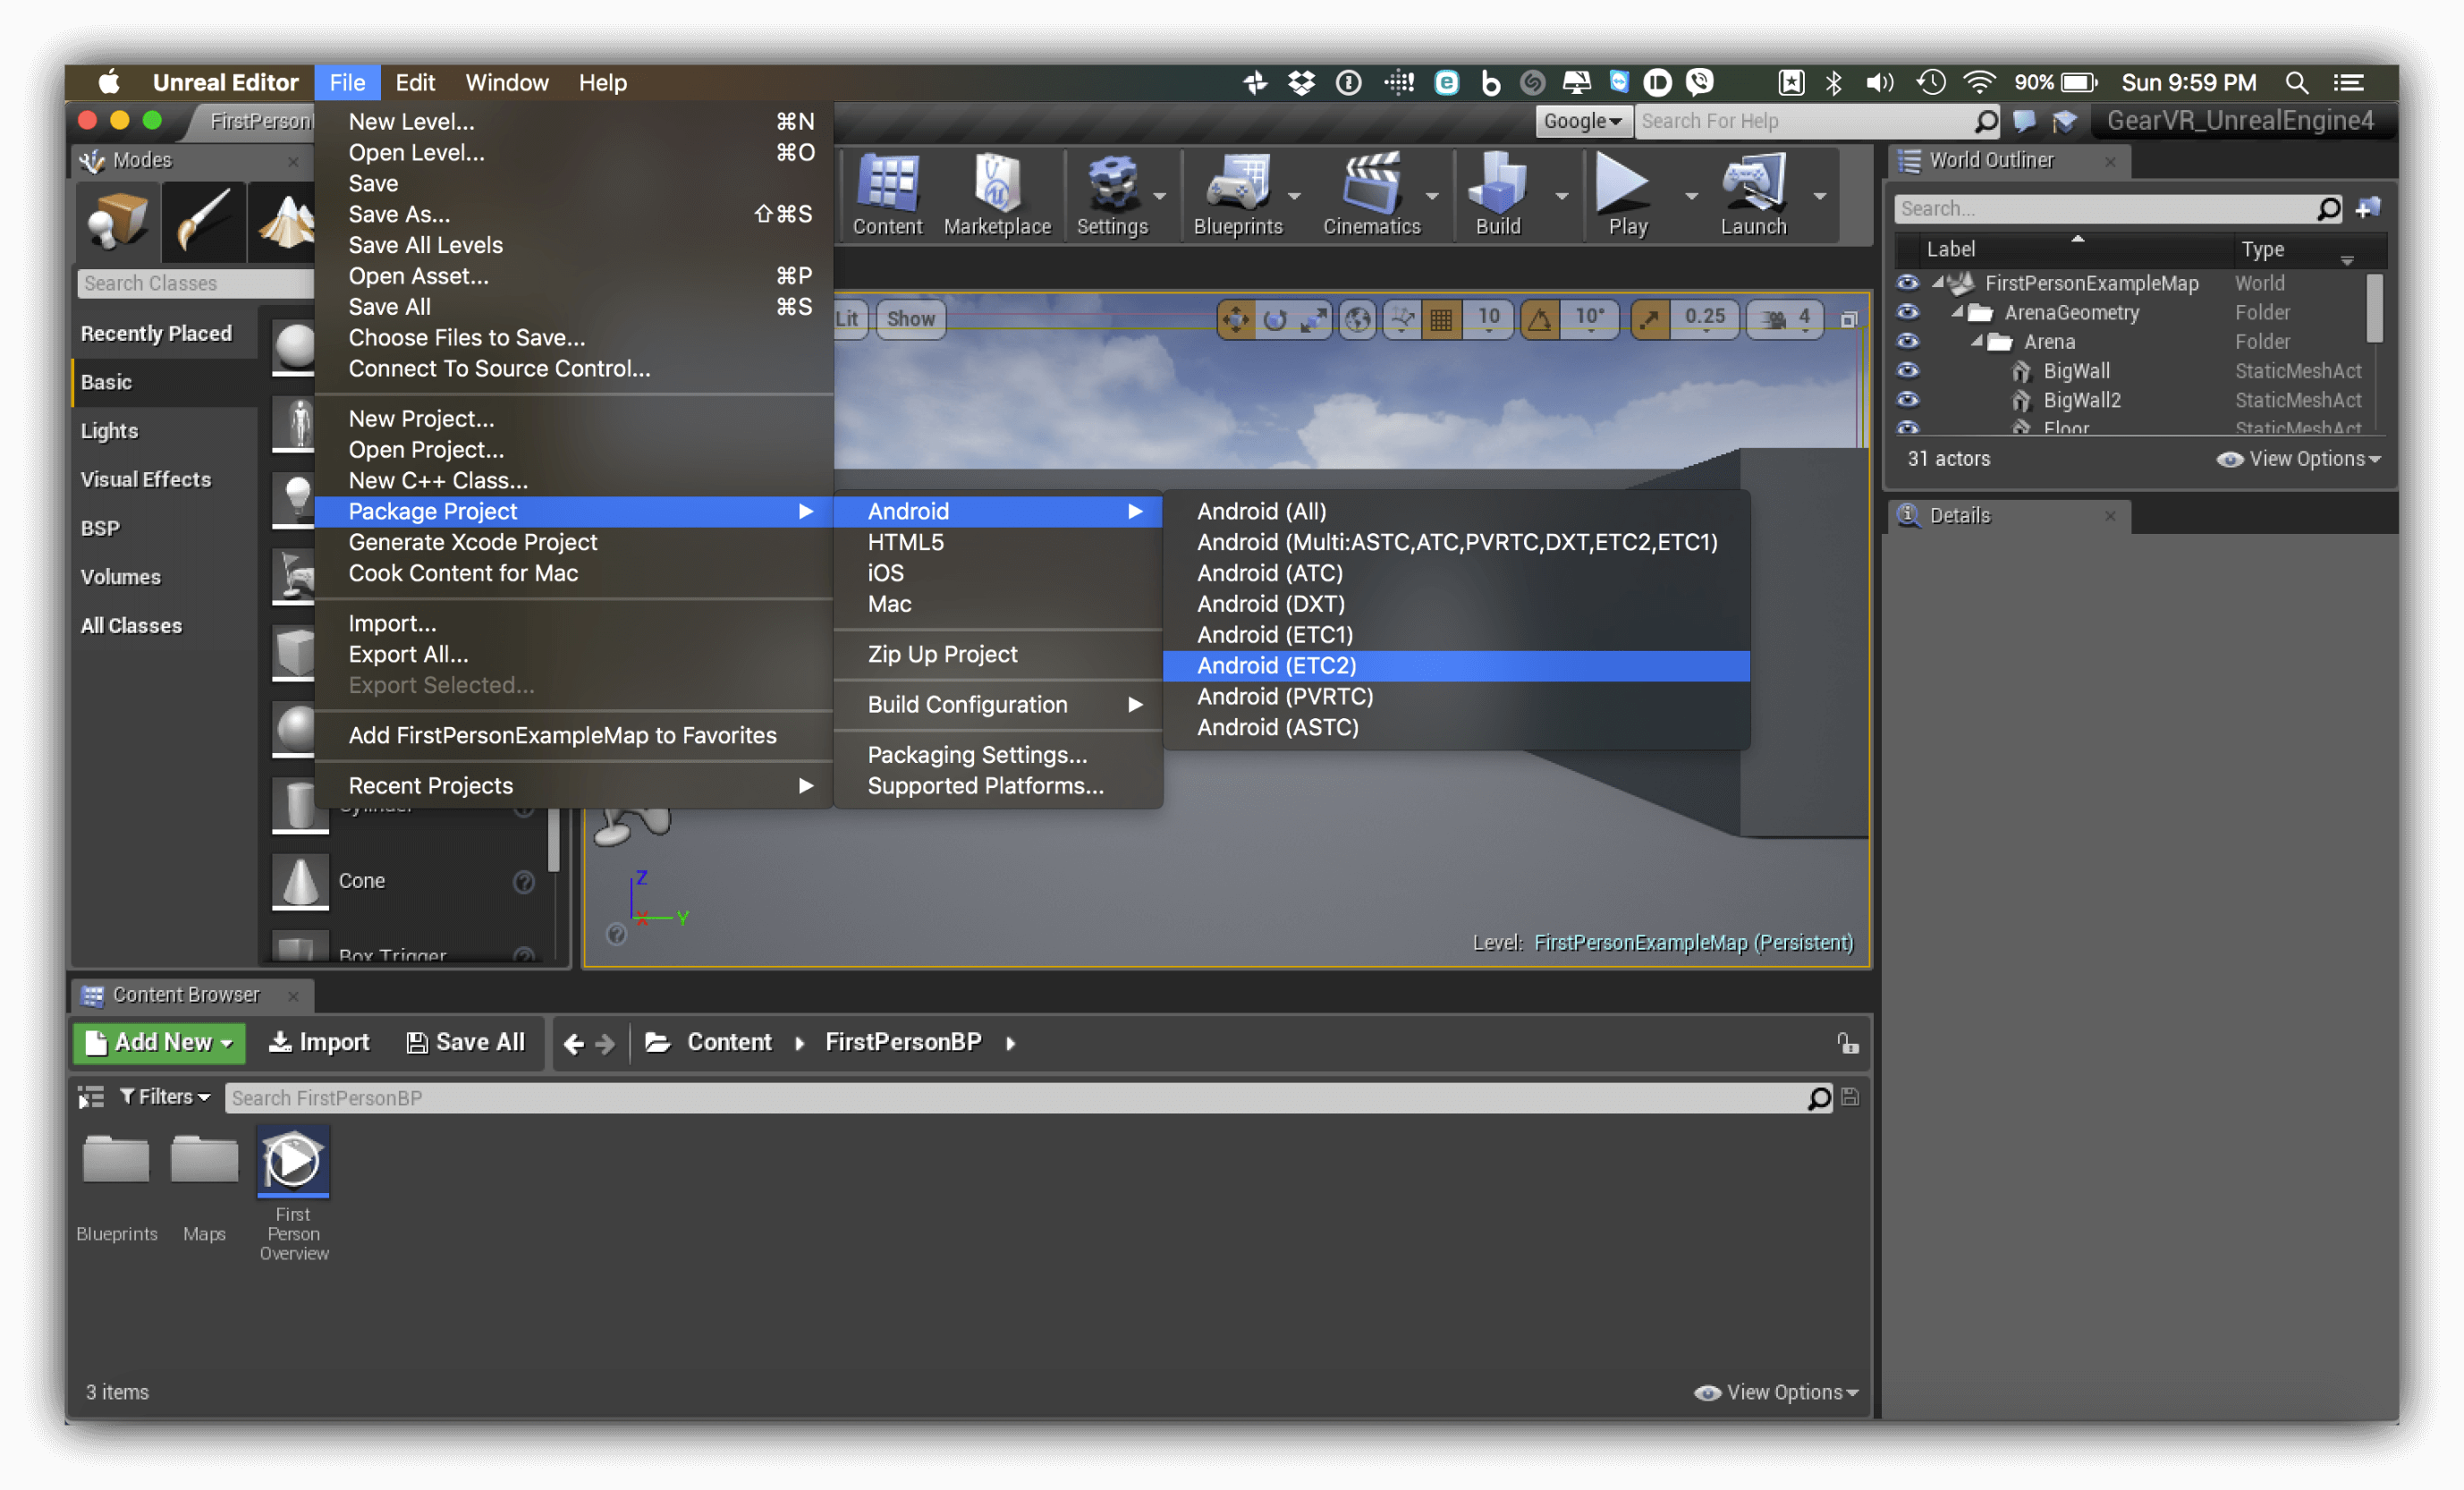 Unreal Editor File Edit Window Help 90% Sun 9:59 PM
FirstPerson Google Search For Help GearVR_UnrealEngine4
Modes
Search Classes
Recently Placed
Basic
Lights
Visual Effects
BSP
Volumes
All Classes
Cone
Box Trigger
New Level... ⌘N
Open Level... ⌘O
Save
Save As... ⇧⌘S
Save All Levels
Open Asset... ⌘P
Save All ⌘S
Choose Files to Save...
Connect To Source Control...
New Project...
Open Project...
New C++ Class...
Package Project
Generate Xcode Project
Cook Content for Mac
Import...
Export All...
Export Selected...
Add FirstPersonExampleMap to Favorites
Recent Projects
Android
HTML5
iOS
Mac
Zip Up Project
Build Configuration
Packaging Settings...
Supported Platforms...
Android (All)
Android (Multi:ASTC,ATC,PVRTC,DXT,ETC2,ETC1)
Android (ATC)
Android (DXT)
Android (ETC1)
Android (ETC2)
Android (PVRTC)
Android (ASTC)
Content Marketplace Settings Blueprints Cinematics Build Play Launch
Lit Show 10 10° 0.25 4
Z
X Y
Level: FirstPersonExampleMap (Persistent)
World Outliner
Search...
Label Type
FirstPersonExampleMap World
ArenaGeometry Folder
Arena Folder
BigWall StaticMeshAct
BigWall2 StaticMeshAct
Floor StaticMeshAct
31 actors View Options
Details
Content Browser
Add New Import Save All Content FirstPersonBP
Filters Search FirstPersonBP
Blueprints
Maps
First
Person
Overview
3 items View Options